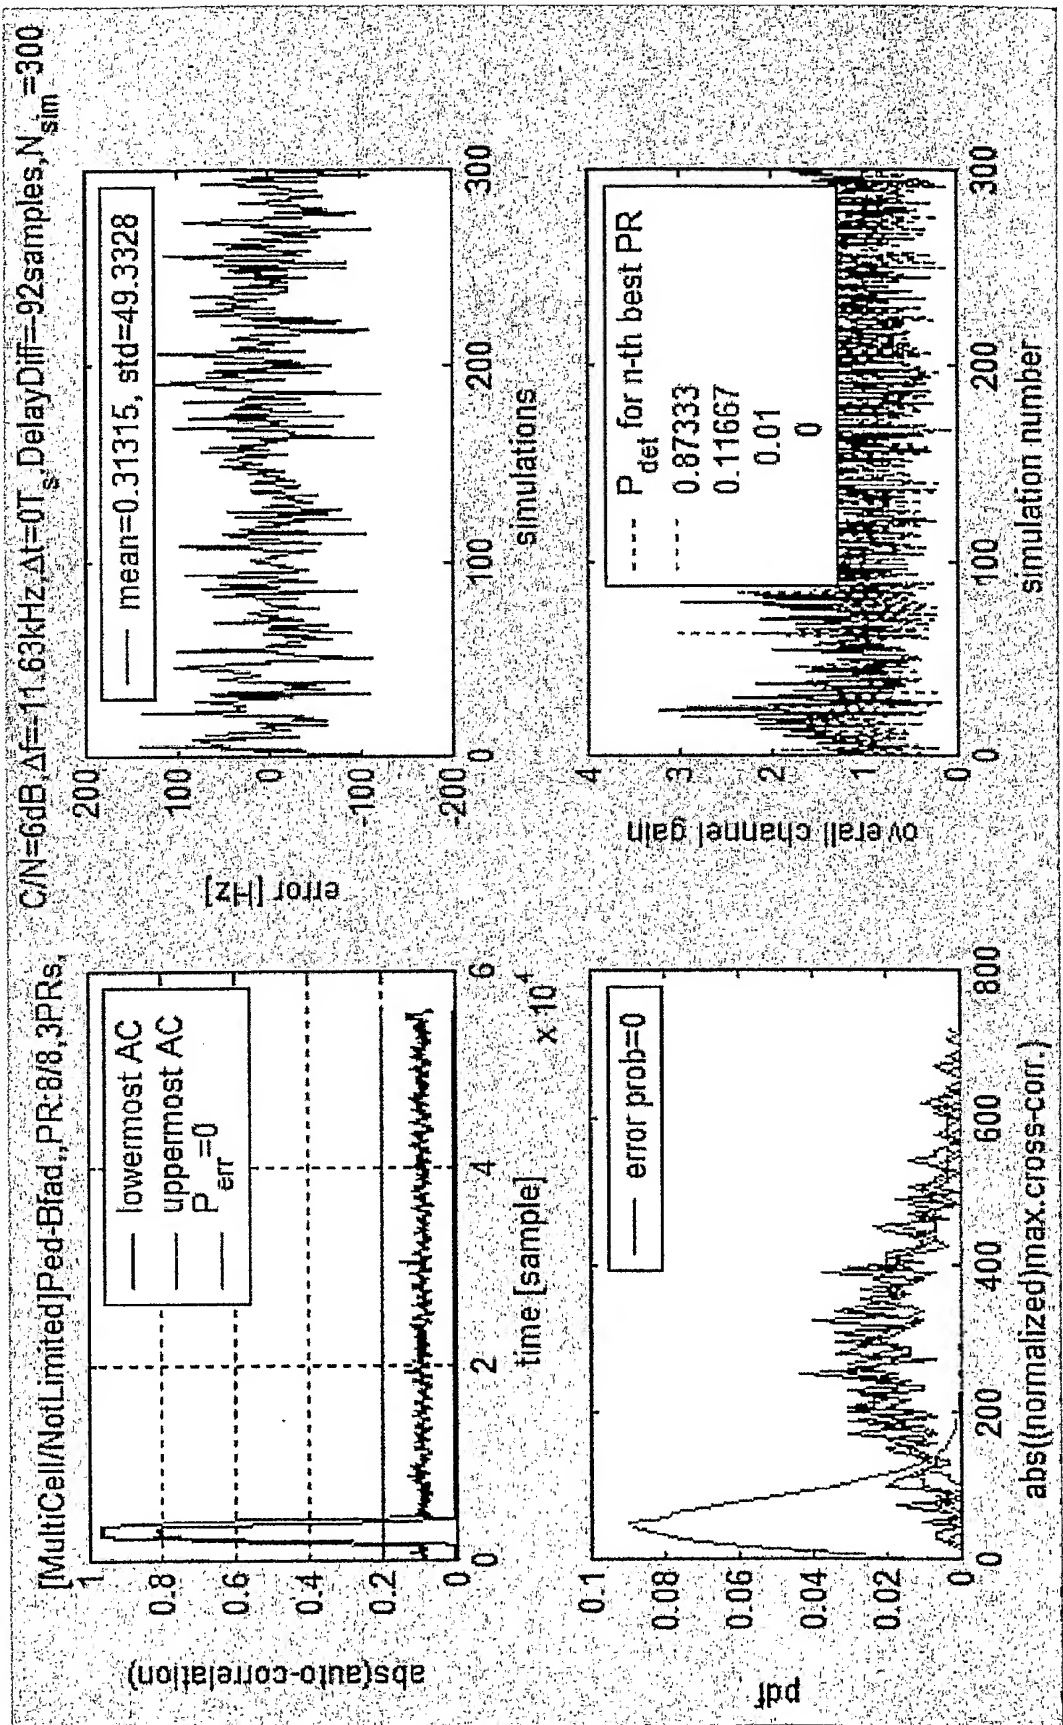 [MultiCell/NotLimited]Ped-Bfad.,PR:8/8,3PRs, C/N=6dB,Δf=-11.63kHz,Δt=0T_s,DelayDiff=-92samples,N_sim=300
abs(auto-correlation)
1
0.8
0.6
0.4
0.2
0
0 2 4 6
x 10^4
time [sample]
lowermost AC
uppermost AC
P_err=0
error [Hz]
200
100
0
-100
-200
0 100 200 300
simulations
mean=0.31315, std=49.3328
pdf
0.1
0.08
0.06
0.04
0.02
0
0 200 400 600 800
abs((normalized)max.cross-corr.)
error prob=0
overall channel gain
4
3
2
1
0
0 100 200 300
simulation number
P_det for n-th best PR
0.87333
0.11667
0.01
0